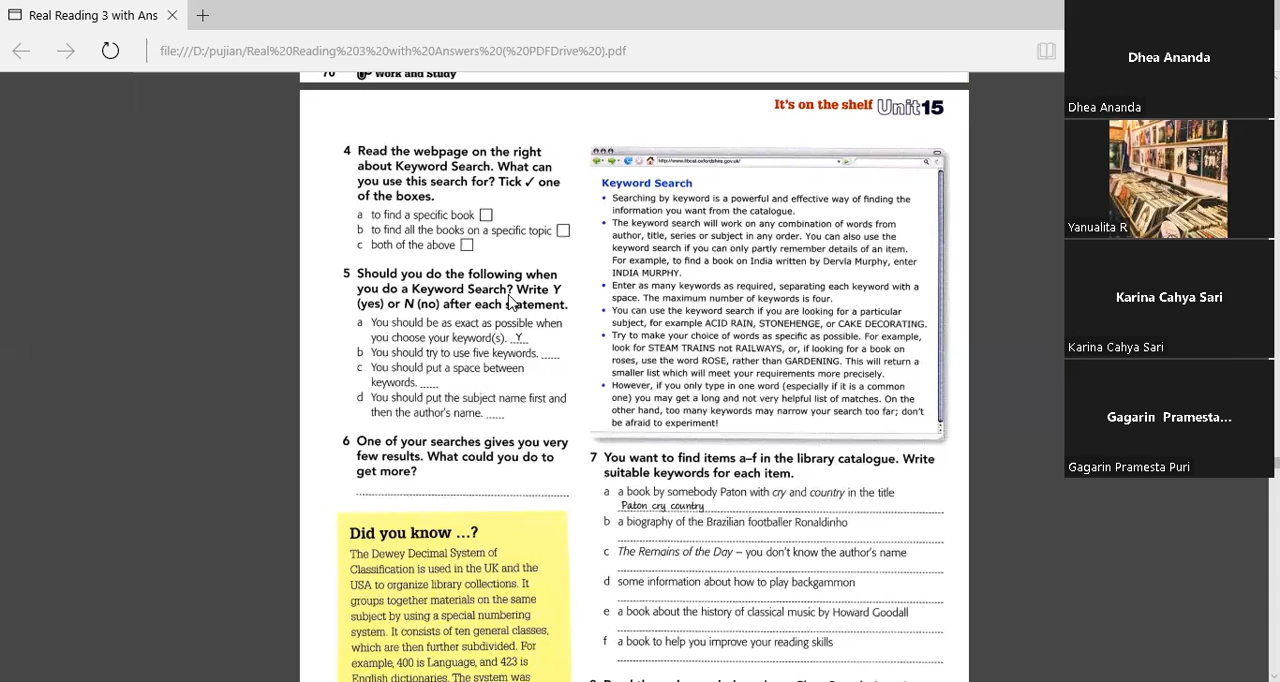 Real Reading 3 with Ans
file:///D:/pujian/Real%20Reading%203%20with%20Answers%20(%20PDFDrive%20).pdf
70 Work and Study
It's on the shelf Unit15
4 Read the webpage on the right
about Keyword Search. What can
you use this search for? Tick ✓ one
of the boxes.
a to find a specific book
b to find all the books on a specific topic
c both of the above
5 Should you do the following when
you do a Keyword Search? Write Y
(yes) or N (no) after each statement.
a You should be as exact as possible when
you choose your keyword(s). Y
b You should try to use five keywords.
c You should put a space between
keywords.
d You should put the subject name first and
then the author's name.
6 One of your searches gives you very
few results. What could you do to
get more?
Did you know ...?
The Dewey Decimal System of
Classification is used in the UK and the
USA to organize library collections. It
groups together materials on the same
subject by using a special numbering
system. It consists of ten general classes,
which are then further subdivided. For
example, 400 is Language, and 423 is
English dictionaries. The system was
http://www.libcat.oxfordshire.gov.uk/
Keyword Search
• Searching by keyword is a powerful and effective way of finding the
information you want from the catalogue.
• The keyword search will work on any combination of words from
author, title, series or subject in any order. You can also use the
keyword search if you can only partly remember details of an item.
For example, to find a book on India written by Dervla Murphy, enter
INDIA MURPHY.
• Enter as many keywords as required, separating each keyword with a
space. The maximum number of keywords is four.
• You can use the keyword search if you are looking for a particular
subject, for example ACID RAIN, STONEHENGE, or CAKE DECORATING.
• Try to make your choice of words as specific as possible. For example,
look for STEAM TRAINS not RAILWAYS, or, if looking for a book on
roses, use the word ROSE, rather than GARDENING. This will return a
smaller list which will meet your requirements more precisely.
• However, if you only type in one word (especially if it is a common
one) you may get a long and not very helpful list of matches. On the
other hand, too many keywords may narrow your search too far; don't
be afraid to experiment!
7 You want to find items a–f in the library catalogue. Write
suitable keywords for each item.
a a book by somebody Paton with cry and country in the title
Paton cry country
b a biography of the Brazilian footballer Ronaldinho
c The Remains of the Day – you don't know the author's name
d some information about how to play backgammon
e a book about the history of classical music by Howard Goodall
f a book to help you improve your reading skills
Dhea Ananda
Dhea Ananda
Yanualita R
Karina Cahya Sari
Karina Cahya Sari
Gagarin Pramesta...
Gagarin Pramesta Puri